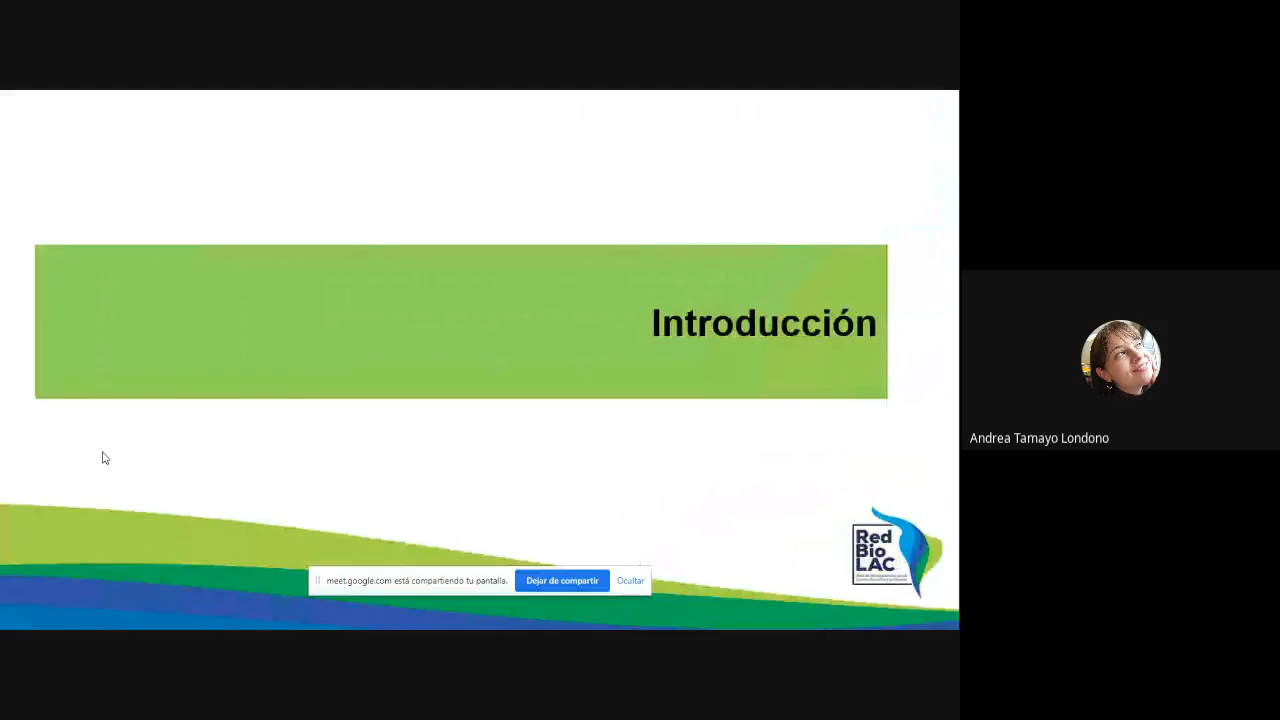 Introducción
Andrea Tamayo Londono
Red
Bio
LAC
meet.google.com está compartiendo tu pantalla.
Dejar de compartir
Ocultar